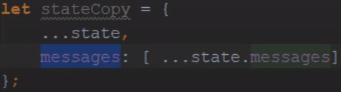 let stateCopy = {
...state,
messages: [ ...state.messages]
};